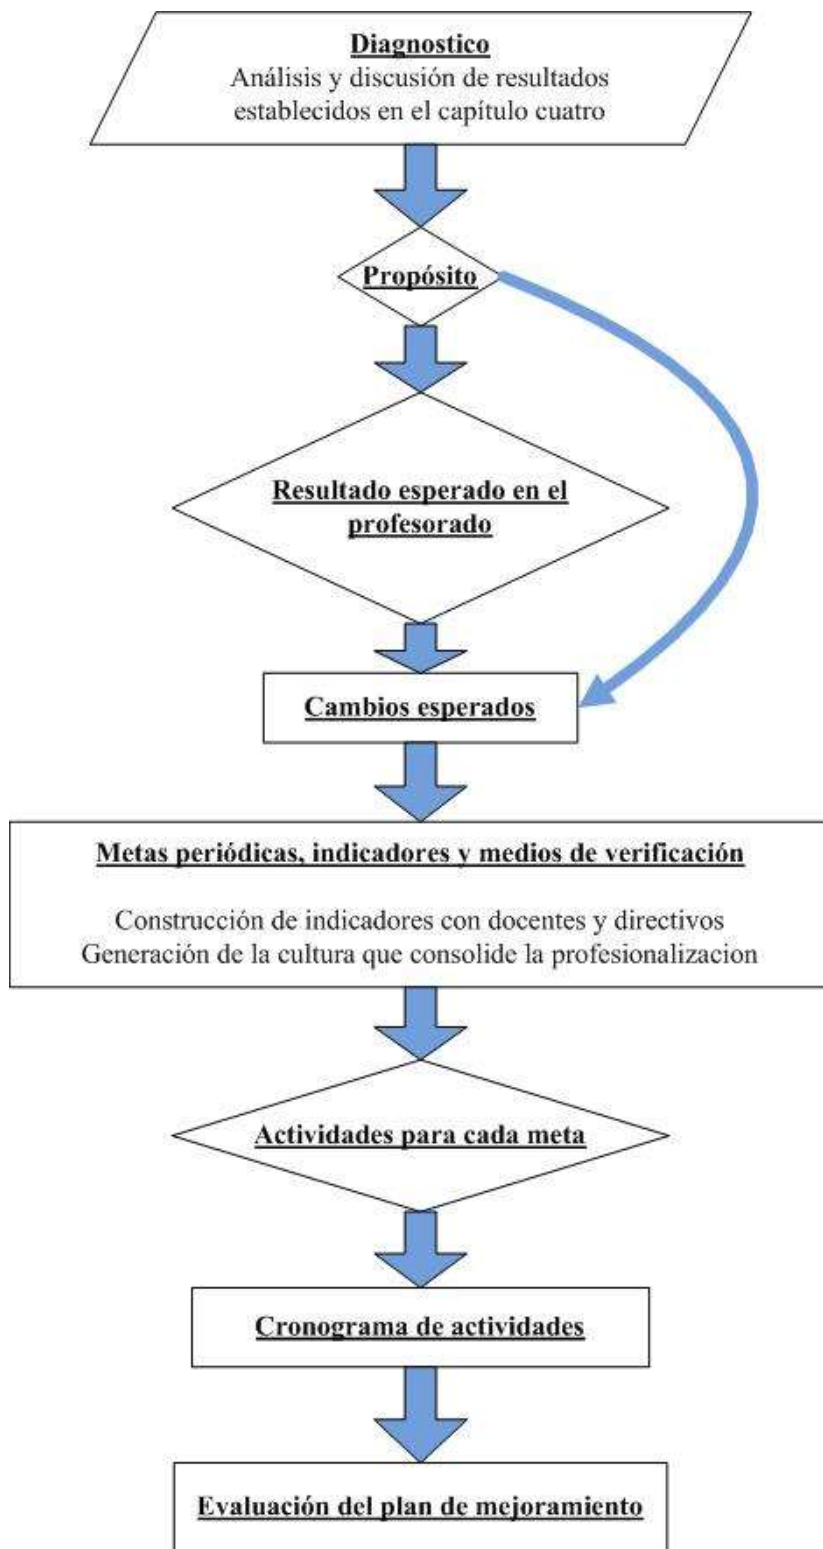 Diagnostico
Análisis y discusión de resultados
establecidos en el capítulo cuatro
Propósito
Resultado esperado en el
profesorado
Cambios esperados
Metas periódicas, indicadores y medios de verificación
Construcción de indicadores con docentes y directivos
Generación de la cultura que consolide la profesionalizacion
Actividades para cada meta
Cronograma de actividades
Evaluación del plan de mejoramiento